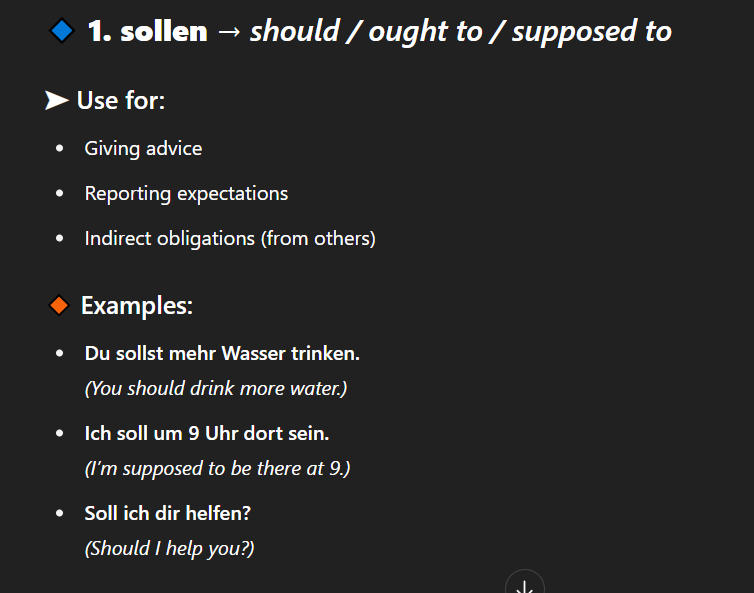 1. sollen → should / ought to / supposed to
➤ Use for:
• Giving advice
• Reporting expectations
• Indirect obligations (from others)
Examples:
• Du sollst mehr Wasser trinken.
(You should drink more water.)
• Ich soll um 9 Uhr dort sein.
(I'm supposed to be there at 9.)
• Soll ich dir helfen?
(Should I help you?)